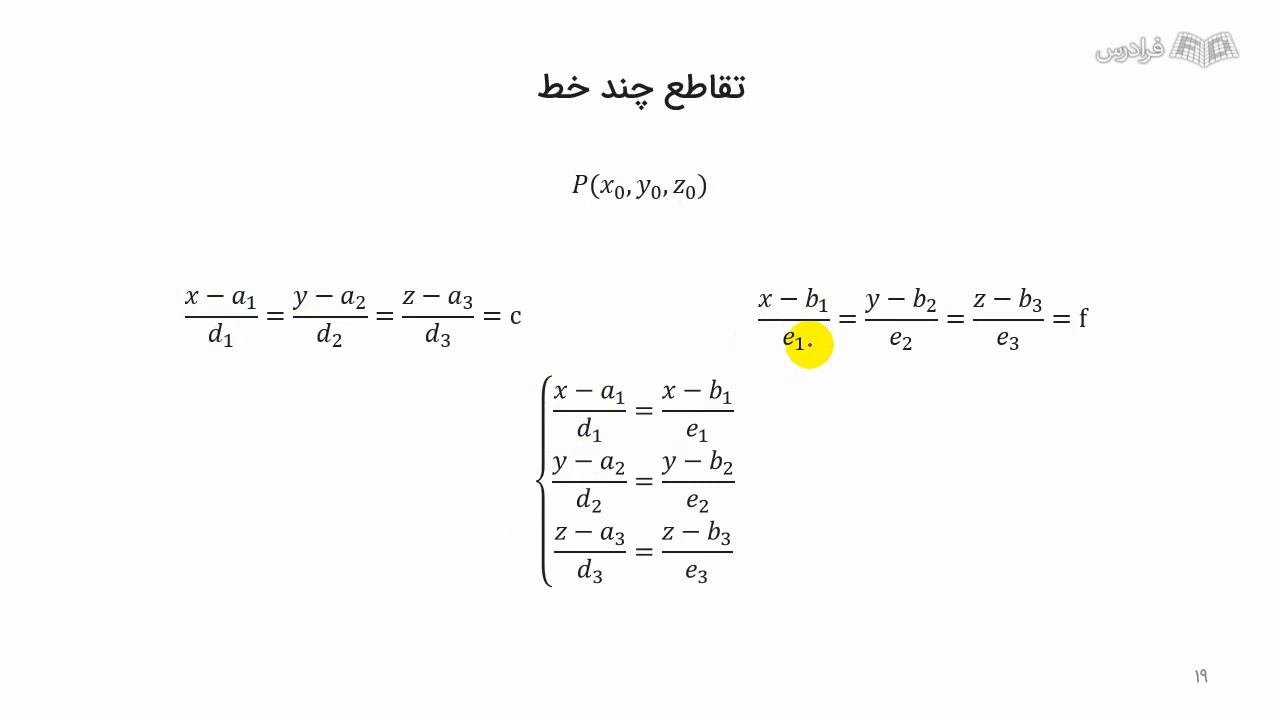 فرادرس
تقاطع چند خط
P(x₀, y₀, z₀)
(x − a₁)/d₁ = (y − a₂)/d₂ = (z − a₃)/d₃ = c
(x − b₁)/e₁ = (y − b₂)/e₂ = (z − b₃)/e₃ = f
{ (x − a₁)/d₁ = (x − b₁)/e₁
(y − a₂)/d₂ = (y − b₂)/e₂
(z − a₃)/d₃ = (z − b₃)/e₃
۱۹